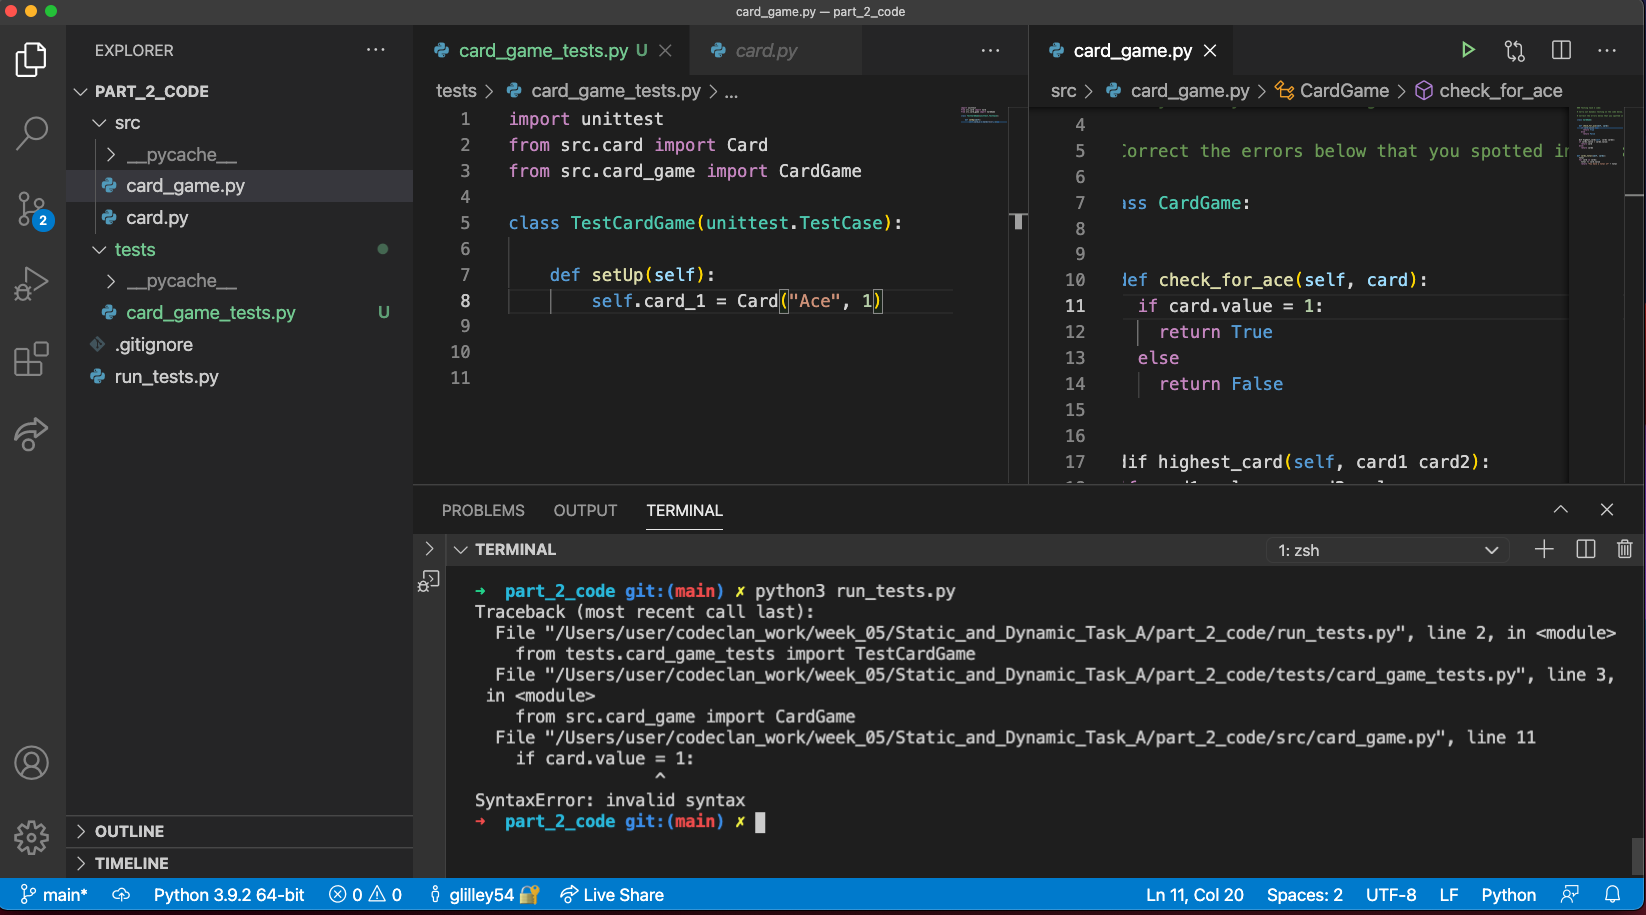 card_game.py — part_2_code
EXPLORER
PART_2_CODE
src
__pycache__
card_game.py
card.py
tests
__pycache__
card_game_tests.py U
.gitignore
run_tests.py
OUTLINE
TIMELINE
2
card_game_tests.py U
card.py
tests > card_game_tests.py > ...
1 import unittest
2 from src.card import Card
3 from src.card_game import CardGame
4
5 class TestCardGame(unittest.TestCase):
6
7 def setUp(self):
8 self.card_1 = Card("Ace", 1)
9
10
11
card_game.py
src > card_game.py > CardGame > check_for_ace
4
5 Correct the errors below that you spotted in
6
7 ass CardGame:
8
9
10 def check_for_ace(self, card):
11 if card.value = 1:
12 return True
13 else
14 return False
15
16
17 dif highest_card(self, card1 card2):
PROBLEMS OUTPUT TERMINAL
TERMINAL
1: zsh
➜ part_2_code git:(main) ✗ python3 run_tests.py
Traceback (most recent call last):
File "/Users/user/codeclan_work/week_05/Static_and_Dynamic_Task_A/part_2_code/run_tests.py", line 2, in <module>
from tests.card_game_tests import TestCardGame
File "/Users/user/codeclan_work/week_05/Static_and_Dynamic_Task_A/part_2_code/tests/card_game_tests.py", line 3,
in <module>
from src.card_game import CardGame
File "/Users/user/codeclan_work/week_05/Static_and_Dynamic_Task_A/part_2_code/src/card_game.py", line 11
if card.value = 1:
^
SyntaxError: invalid syntax
➜ part_2_code git:(main) ✗
main* Python 3.9.2 64-bit 0 0 glilley54 Live Share Ln 11, Col 20 Spaces: 2 UTF-8 LF Python